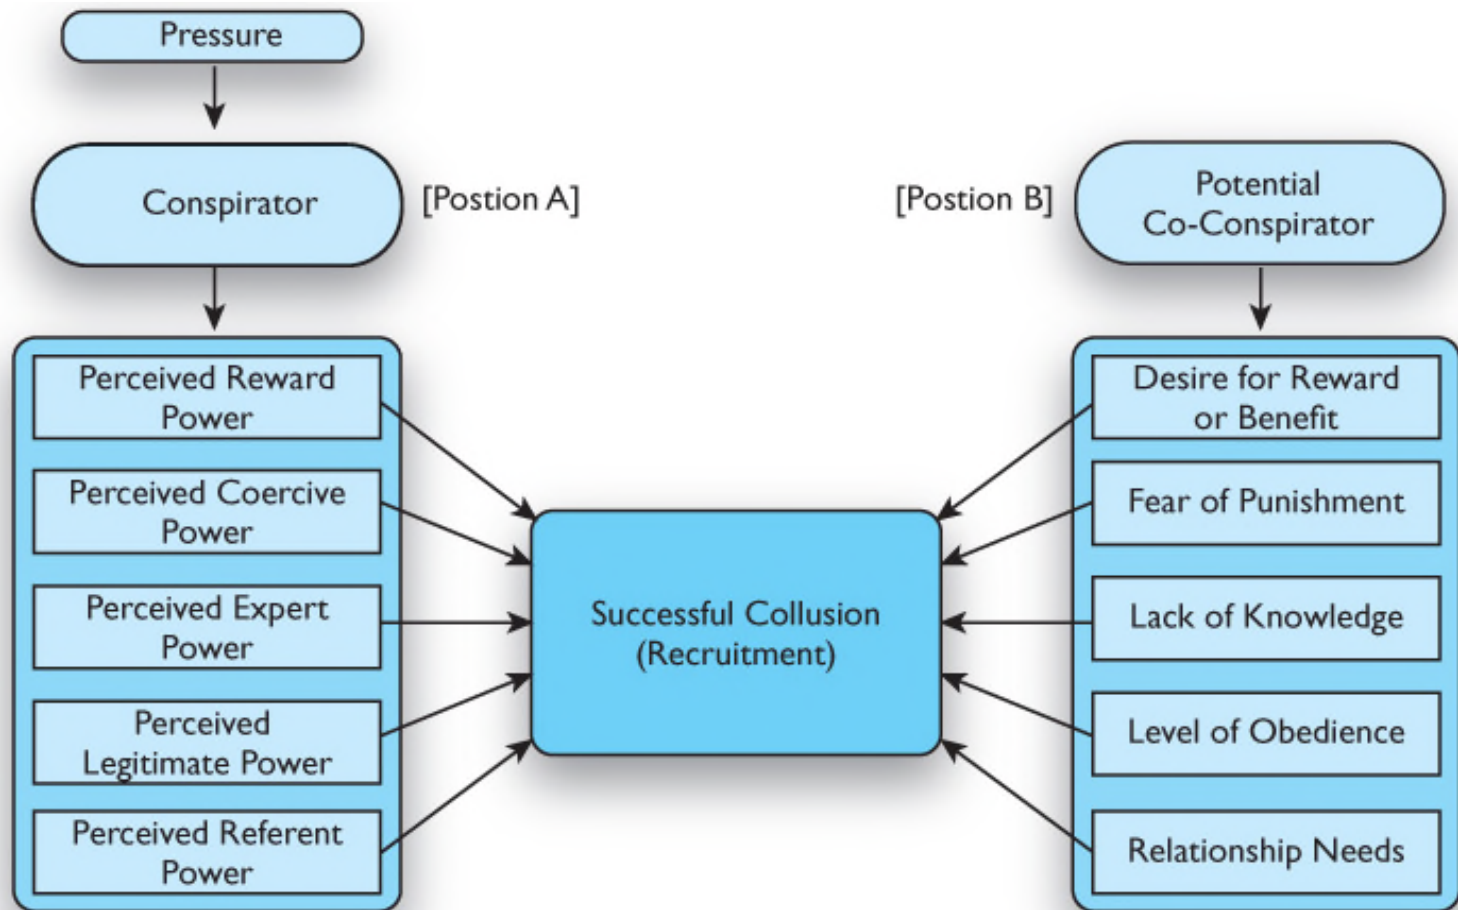 Pressure
Conspirator
[Postion A]
[Postion B]
Potential
Co-Conspirator
Perceived Reward
Power
Perceived Coercive
Power
Perceived Expert
Power
Perceived
Legitimate Power
Perceived Referent
Power
Successful Collusion
(Recruitment)
Desire for Reward
or Benefit
Fear of Punishment
Lack of Knowledge
Level of Obedience
Relationship Needs